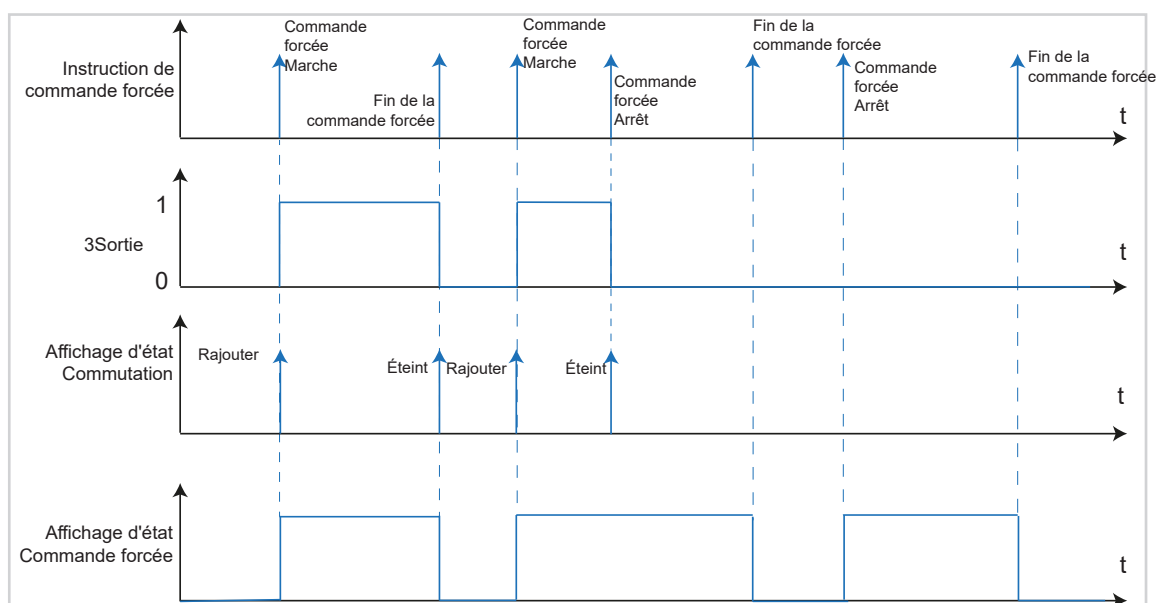 Instruction de
commande forcée
Commande
forcée
Marche
Fin de la
commande forcée
Commande
forcée
Marche
Commande
forcée
Arrêt
Fin de la
commande forcée
Commande
forcée
Arrêt
Fin de la
commande forcée
t
1
3Sortie
0
t
Affichage d'état
Commutation
Rajouter
Éteint
Rajouter
Éteint
t
Affichage d'état
Commande forcée
t